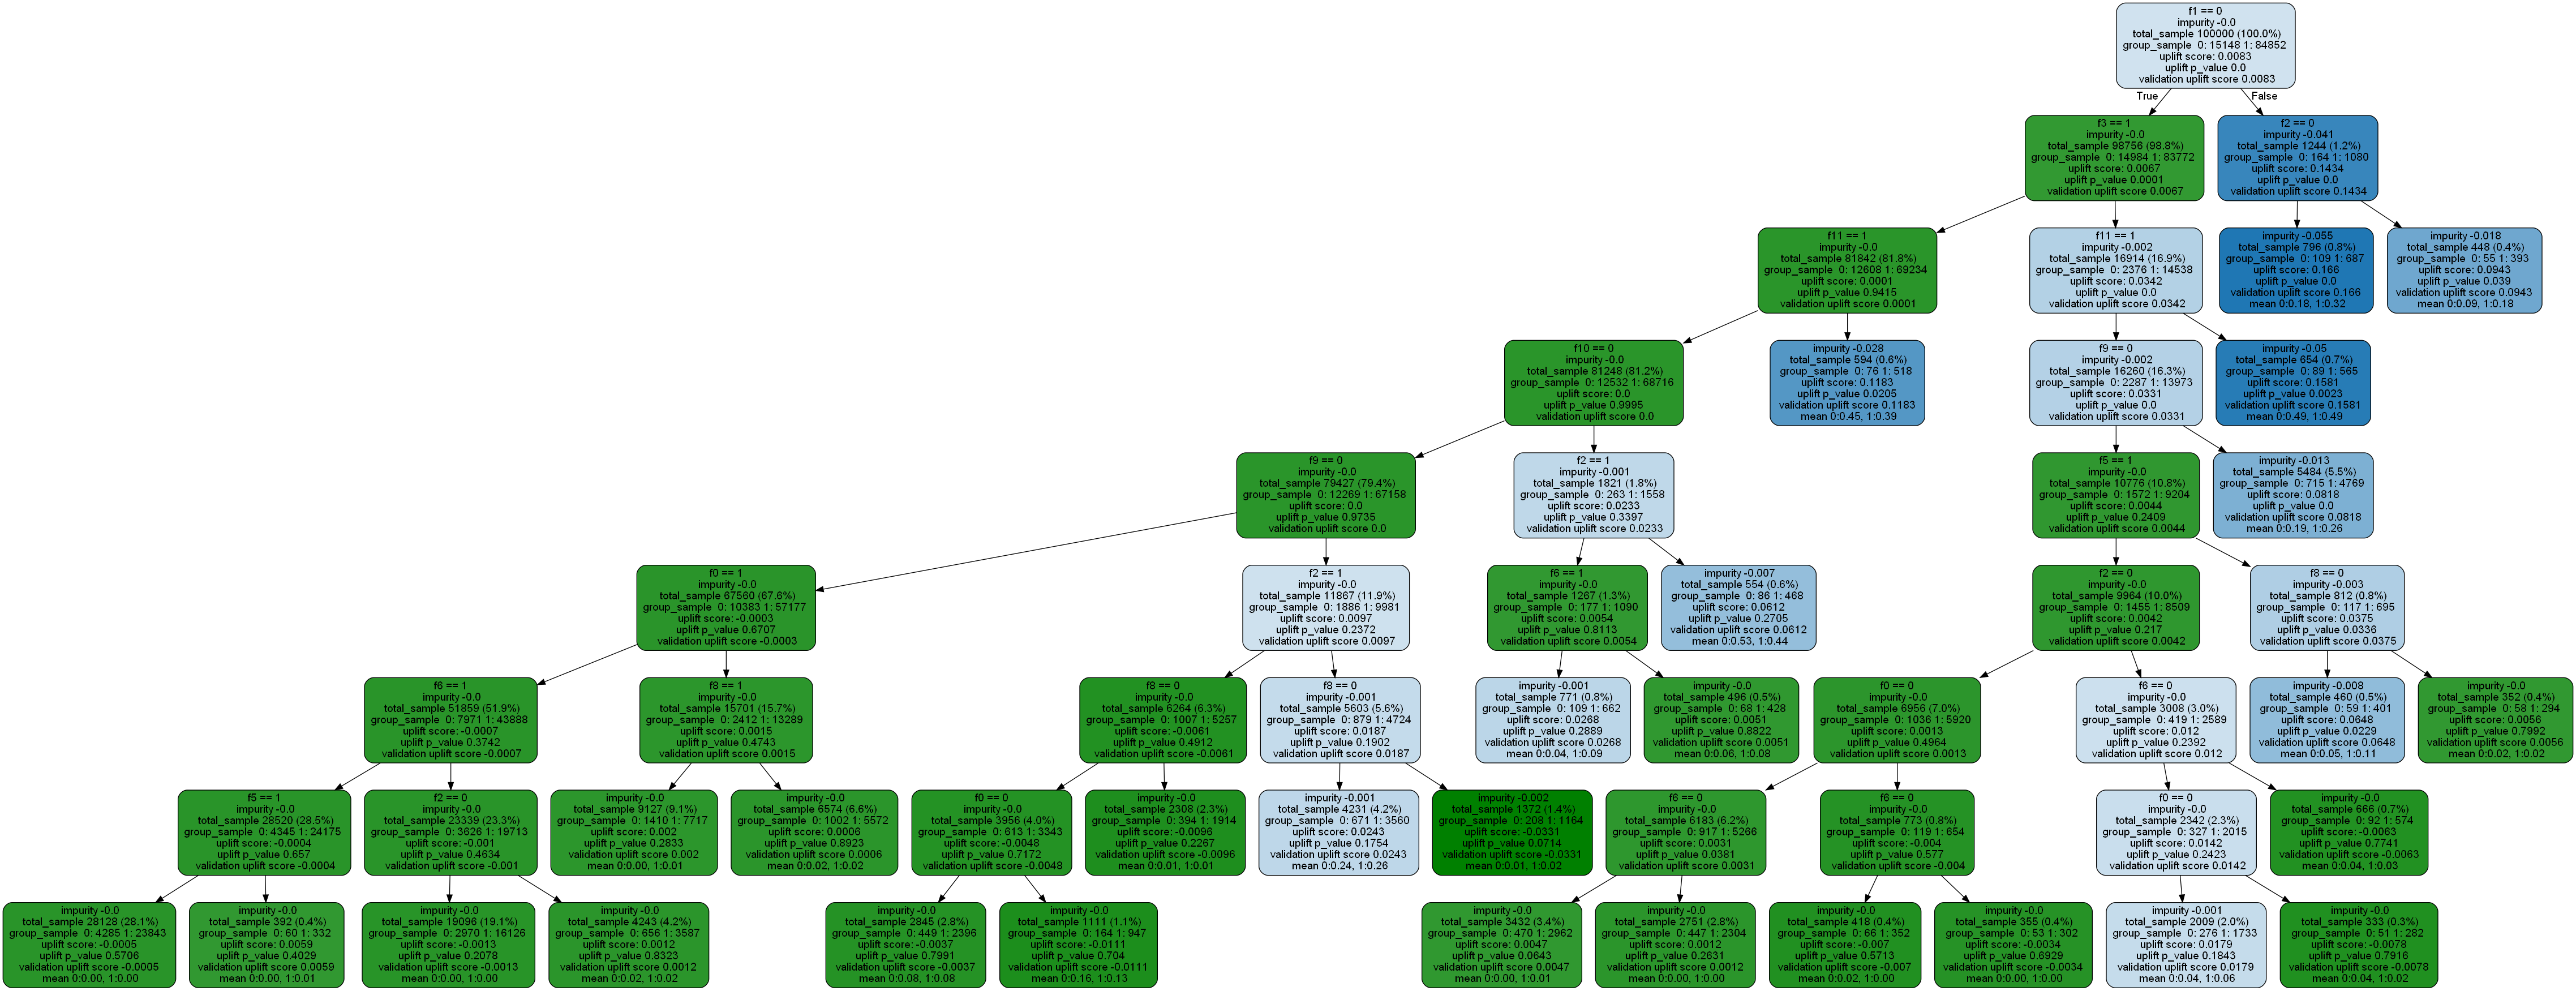 f1 == 0
impurity -0.0
total_sample 100000 (100.0%)
group_sample 0: 15148 1: 84852
uplift score: 0.0083
uplift p_value 0.0
validation uplift score 0.0083
True
False
f3 == 1
impurity -0.0
total_sample 98756 (98.8%)
group_sample 0: 14984 1: 83772
uplift score: 0.0067
uplift p_value 0.0001
validation uplift score 0.0067
f2 == 0
impurity -0.041
total_sample 1244 (1.2%)
group_sample 0: 164 1: 1080
uplift score: 0.1434
uplift p_value 0.0
validation uplift score 0.1434
f11 == 1
impurity -0.0
total_sample 81842 (81.8%)
group_sample 0: 12608 1: 69234
uplift score: 0.0001
uplift p_value 0.9415
validation uplift score 0.0001
f11 == 1
impurity -0.002
total_sample 16914 (16.9%)
group_sample 0: 2376 1: 14538
uplift score: 0.0342
uplift p_value 0.0
validation uplift score 0.0342
impurity -0.055
total_sample 796 (0.8%)
group_sample 0: 109 1: 687
uplift score: 0.166
uplift p_value 0.0
validation uplift score 0.166
mean 0:0.18, 1:0.32
impurity -0.018
total_sample 448 (0.4%)
group_sample 0: 55 1: 393
uplift score: 0.0943
uplift p_value 0.039
validation uplift score 0.0943
mean 0:0.09, 1:0.18
f10 == 0
impurity -0.0
total_sample 81248 (81.2%)
group_sample 0: 12532 1: 68716
uplift score: 0.0
uplift p_value 0.9995
validation uplift score 0.0
impurity -0.028
total_sample 594 (0.6%)
group_sample 0: 76 1: 518
uplift score: 0.1183
uplift p_value 0.0205
validation uplift score 0.1183
mean 0:0.45, 1:0.39
f9 == 0
impurity -0.002
total_sample 16260 (16.3%)
group_sample 0: 2287 1: 13973
uplift score: 0.0331
uplift p_value 0.0
validation uplift score 0.0331
impurity -0.05
total_sample 654 (0.7%)
group_sample 0: 89 1: 565
uplift score: 0.1581
uplift p_value 0.0023
validation uplift score 0.1581
mean 0:0.49, 1:0.49
f9 == 0
impurity -0.0
total_sample 79427 (79.4%)
group_sample 0: 12269 1: 67158
uplift score: 0.0
uplift p_value 0.9735
validation uplift score 0.0
f2 == 1
impurity -0.001
total_sample 1821 (1.8%)
group_sample 0: 263 1: 1558
uplift score: 0.0233
uplift p_value 0.3397
validation uplift score 0.0233
f5 == 1
impurity -0.0
total_sample 10776 (10.8%)
group_sample 0: 1572 1: 9204
uplift score: 0.0044
uplift p_value 0.2409
validation uplift score 0.0044
impurity -0.013
total_sample 5484 (5.5%)
group_sample 0: 715 1: 4769
uplift score: 0.0818
uplift p_value 0.0
validation uplift score 0.0818
mean 0:0.19, 1:0.26
f0 == 1
impurity -0.0
total_sample 67560 (67.6%)
group_sample 0: 10383 1: 57177
uplift score: -0.0003
uplift p_value 0.6707
validation uplift score -0.0003
f2 == 1
impurity -0.0
total_sample 11867 (11.9%)
group_sample 0: 1886 1: 9981
uplift score: 0.0097
uplift p_value 0.2372
validation uplift score 0.0097
f6 == 1
impurity -0.0
total_sample 1267 (1.3%)
group_sample 0: 177 1: 1090
uplift score: 0.0054
uplift p_value 0.8113
validation uplift score 0.0054
impurity -0.007
total_sample 554 (0.6%)
group_sample 0: 86 1: 468
uplift score: 0.0612
uplift p_value 0.2705
validation uplift score 0.0612
mean 0:0.53, 1:0.44
f2 == 0
impurity -0.0
total_sample 9964 (10.0%)
group_sample 0: 1455 1: 8509
uplift score: 0.0042
uplift p_value 0.217
validation uplift score 0.0042
f8 == 0
impurity -0.003
total_sample 812 (0.8%)
group_sample 0: 117 1: 695
uplift score: 0.0375
uplift p_value 0.0336
validation uplift score 0.0375
f6 == 1
impurity -0.0
total_sample 51859 (51.9%)
group_sample 0: 7971 1: 43888
uplift score: -0.0007
uplift p_value 0.3742
validation uplift score -0.0007
f8 == 1
impurity -0.0
total_sample 15701 (15.7%)
group_sample 0: 2412 1: 13289
uplift score: 0.0015
uplift p_value 0.4743
validation uplift score 0.0015
f8 == 0
impurity -0.0
total_sample 6264 (6.3%)
group_sample 0: 1007 1: 5257
uplift score: -0.0061
uplift p_value 0.4912
validation uplift score -0.0061
f8 == 0
impurity -0.001
total_sample 5603 (5.6%)
group_sample 0: 879 1: 4724
uplift score: 0.0187
uplift p_value 0.1902
validation uplift score 0.0187
impurity -0.001
total_sample 771 (0.8%)
group_sample 0: 109 1: 662
uplift score: 0.0268
uplift p_value 0.2889
validation uplift score 0.0268
mean 0:0.04, 1:0.09
impurity -0.0
total_sample 496 (0.5%)
group_sample 0: 68 1: 428
uplift score: 0.0051
uplift p_value 0.8822
validation uplift score 0.0051
mean 0:0.06, 1:0.08
f0 == 0
impurity -0.0
total_sample 6956 (7.0%)
group_sample 0: 1036 1: 5920
uplift score: 0.0013
uplift p_value 0.4964
validation uplift score 0.0013
f6 == 0
impurity -0.0
total_sample 3008 (3.0%)
group_sample 0: 419 1: 2589
uplift score: 0.012
uplift p_value 0.2392
validation uplift score 0.012
impurity -0.008
total_sample 460 (0.5%)
group_sample 0: 59 1: 401
uplift score: 0.0648
uplift p_value 0.0229
validation uplift score 0.0648
mean 0:0.05, 1:0.11
impurity -0.0
total_sample 352 (0.4%)
group_sample 0: 58 1: 294
uplift score: 0.0056
uplift p_value 0.7992
validation uplift score 0.0056
mean 0:0.02, 1:0.02
f5 == 1
impurity -0.0
total_sample 28520 (28.5%)
group_sample 0: 4345 1: 24175
uplift score: -0.0004
uplift p_value 0.657
validation uplift score -0.0004
f2 == 0
impurity -0.0
total_sample 23339 (23.3%)
group_sample 0: 3626 1: 19713
uplift score: -0.001
uplift p_value 0.4634
validation uplift score -0.001
impurity -0.0
total_sample 9127 (9.1%)
group_sample 0: 1410 1: 7717
uplift score: 0.002
uplift p_value 0.2833
validation uplift score 0.002
mean 0:0.00, 1:0.01
impurity -0.0
total_sample 6574 (6.6%)
group_sample 0: 1002 1: 5572
uplift score: 0.0006
uplift p_value 0.8923
validation uplift score 0.0006
mean 0:0.02, 1:0.02
f0 == 0
impurity -0.0
total_sample 3956 (4.0%)
group_sample 0: 613 1: 3343
uplift score: -0.0048
uplift p_value 0.7172
validation uplift score -0.0048
impurity -0.0
total_sample 2308 (2.3%)
group_sample 0: 394 1: 1914
uplift score: -0.0096
uplift p_value 0.2267
validation uplift score -0.0096
mean 0:0.01, 1:0.01
impurity -0.001
total_sample 4231 (4.2%)
group_sample 0: 671 1: 3560
uplift score: 0.0243
uplift p_value 0.1754
validation uplift score 0.0243
mean 0:0.24, 1:0.26
impurity -0.002
total_sample 1372 (1.4%)
group_sample 0: 208 1: 1164
uplift score: -0.0331
uplift p_value 0.0714
validation uplift score -0.0331
mean 0:0.01, 1:0.02
f6 == 0
impurity -0.0
total_sample 6183 (6.2%)
group_sample 0: 917 1: 5266
uplift score: 0.0031
uplift p_value 0.0381
validation uplift score 0.0031
f6 == 0
impurity -0.0
total_sample 773 (0.8%)
group_sample 0: 119 1: 654
uplift score: -0.004
uplift p_value 0.577
validation uplift score -0.004
f0 == 0
impurity -0.0
total_sample 2342 (2.3%)
group_sample 0: 327 1: 2015
uplift score: 0.0142
uplift p_value 0.2423
validation uplift score 0.0142
impurity -0.0
total_sample 666 (0.7%)
group_sample 0: 92 1: 574
uplift score: -0.0063
uplift p_value 0.7741
validation uplift score -0.0063
mean 0:0.04, 1:0.03
impurity -0.0
total_sample 28128 (28.1%)
group_sample 0: 4285 1: 23843
uplift score: -0.0005
uplift p_value 0.5706
validation uplift score -0.0005
mean 0:0.00, 1:0.00
impurity -0.0
total_sample 392 (0.4%)
group_sample 0: 60 1: 332
uplift score: 0.0059
uplift p_value 0.4029
validation uplift score 0.0059
mean 0:0.00, 1:0.01
impurity -0.0
total_sample 19096 (19.1%)
group_sample 0: 2970 1: 16126
uplift score: -0.0013
uplift p_value 0.2078
validation uplift score -0.0013
mean 0:0.00, 1:0.00
impurity -0.0
total_sample 4243 (4.2%)
group_sample 0: 656 1: 3587
uplift score: 0.0012
uplift p_value 0.8323
validation uplift score 0.0012
mean 0:0.02, 1:0.02
impurity -0.0
total_sample 2845 (2.8%)
group_sample 0: 449 1: 2396
uplift score: -0.0037
uplift p_value 0.7991
validation uplift score -0.0037
mean 0:0.08, 1:0.08
impurity -0.0
total_sample 1111 (1.1%)
group_sample 0: 164 1: 947
uplift score: -0.0111
uplift p_value 0.704
validation uplift score -0.0111
mean 0:0.16, 1:0.13
impurity -0.0
total_sample 3432 (3.4%)
group_sample 0: 470 1: 2962
uplift score: 0.0047
uplift p_value 0.0643
validation uplift score 0.0047
mean 0:0.00, 1:0.01
impurity -0.0
total_sample 2751 (2.8%)
group_sample 0: 447 1: 2304
uplift score: 0.0012
uplift p_value 0.2631
validation uplift score 0.0012
mean 0:0.00, 1:0.00
impurity -0.0
total_sample 418 (0.4%)
group_sample 0: 66 1: 352
uplift score: -0.007
uplift p_value 0.5713
validation uplift score -0.007
mean 0:0.02, 1:0.00
impurity -0.0
total_sample 355 (0.4%)
group_sample 0: 53 1: 302
uplift score: -0.0034
uplift p_value 0.6929
validation uplift score -0.0034
mean 0:0.00, 1:0.00
impurity -0.001
total_sample 2009 (2.0%)
group_sample 0: 276 1: 1733
uplift score: 0.0179
uplift p_value 0.1843
validation uplift score 0.0179
mean 0:0.04, 1:0.06
impurity -0.0
total_sample 333 (0.3%)
group_sample 0: 51 1: 282
uplift score: -0.0078
uplift p_value 0.7916
validation uplift score -0.0078
mean 0:0.04, 1:0.02